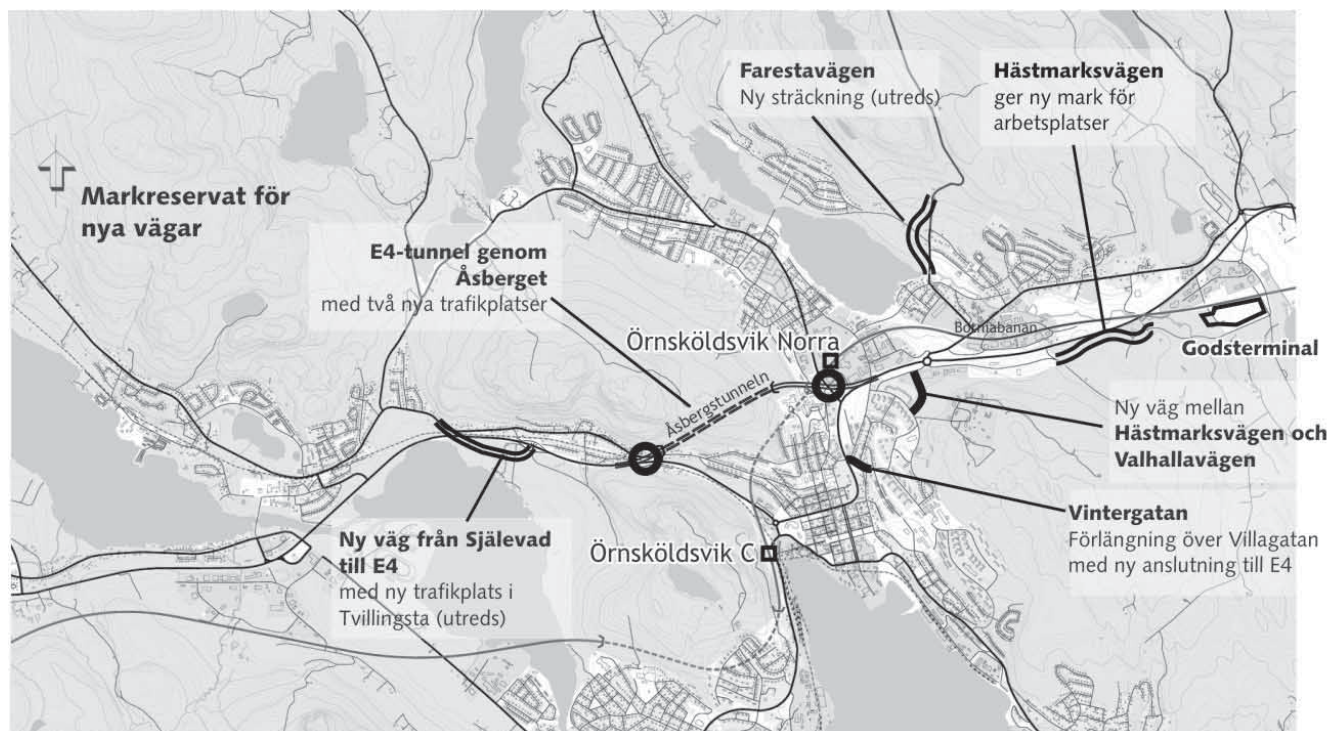 Markreservat för
nya vägar
Farestavägen
Ny sträckning (utreds)
Hästmarksvägen
ger ny mark för
arbetsplatser
E4-tunnel genom
Åsberget
med två nya trafikplatser
Örnsköldsvik Norra
Botniabanan
Godsterminal
Åsbergstunneln
Ny väg mellan
Hästmarksvägen och
Valhallavägen
Vintergatan
Förlängning över Villagatan
med ny anslutning till E4
Örnsköldsvik C
Ny väg från Själevad
till E4
med ny trafikplats i
Tvillingsta (utreds)